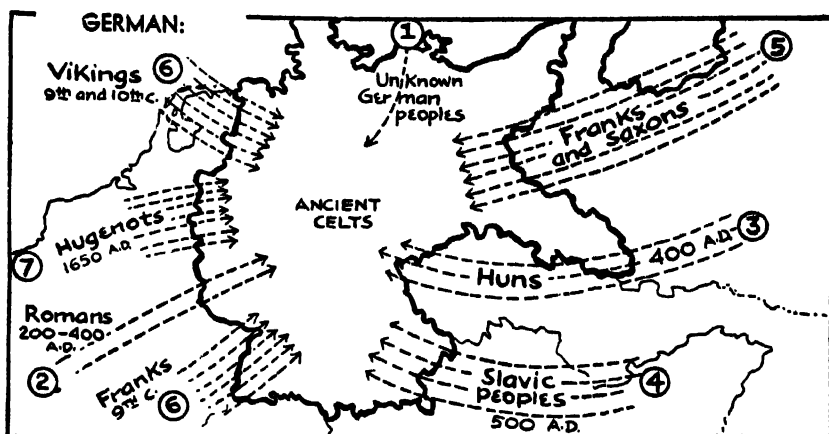 GERMAN:
1
Unknown
German
peoples
Vikings 6
9th and 10th C.
5
Franks
and Saxons
ANCIENT
CELTS
Hugenots
1650 A.D.
7
3
400 A.D.
Huns
Romans
200-400
A.D.
2.
Franks
9TH C. 6
Slavic
PEOPLES
4
500 A.D.